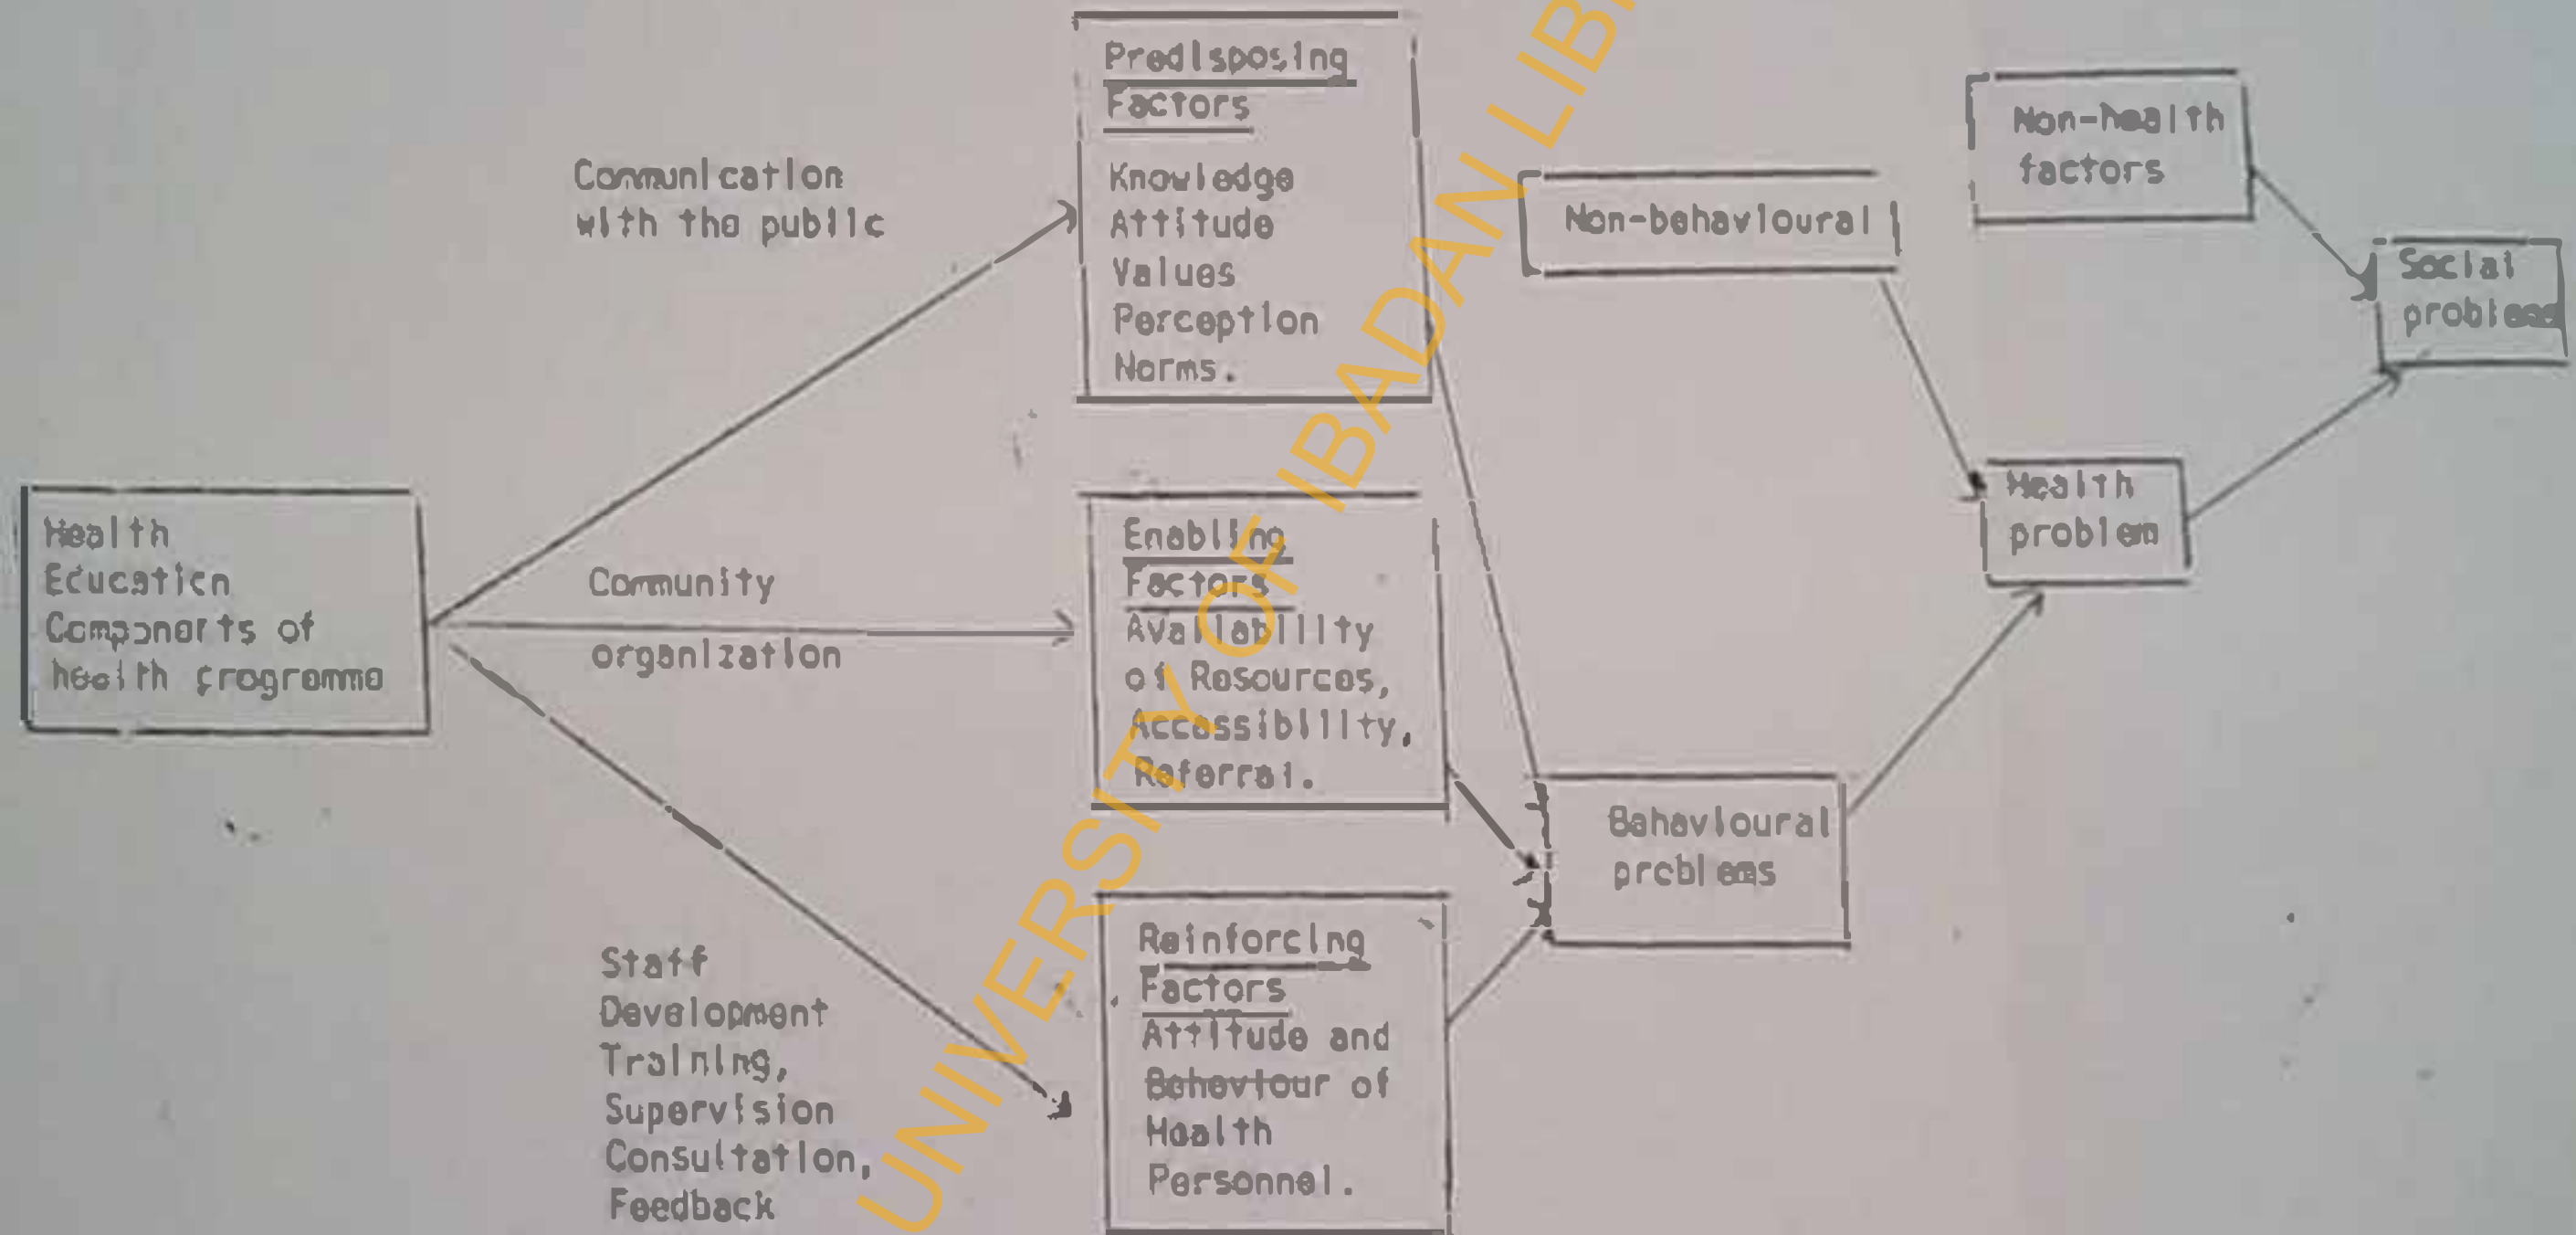 Health
Education
Components of
health programme
Communication
with the public
Community
organization
Staff
Development
Training,
Supervision
Consultation,
Feedback
Predisposing
Factors
Knowledge
Attitude
Values
Perception
Norms.
Enabling
Factors
Availability
of Resources,
Accessibility,
Referral.
Reinforcing
Factors
Attitude and
Behaviour of
Health
Personnel.
Non-behavioural
Behavioural
problems
Non-health
factors
Health
problem
Social
problems
UNIVERSITY OF IBADAN LIB